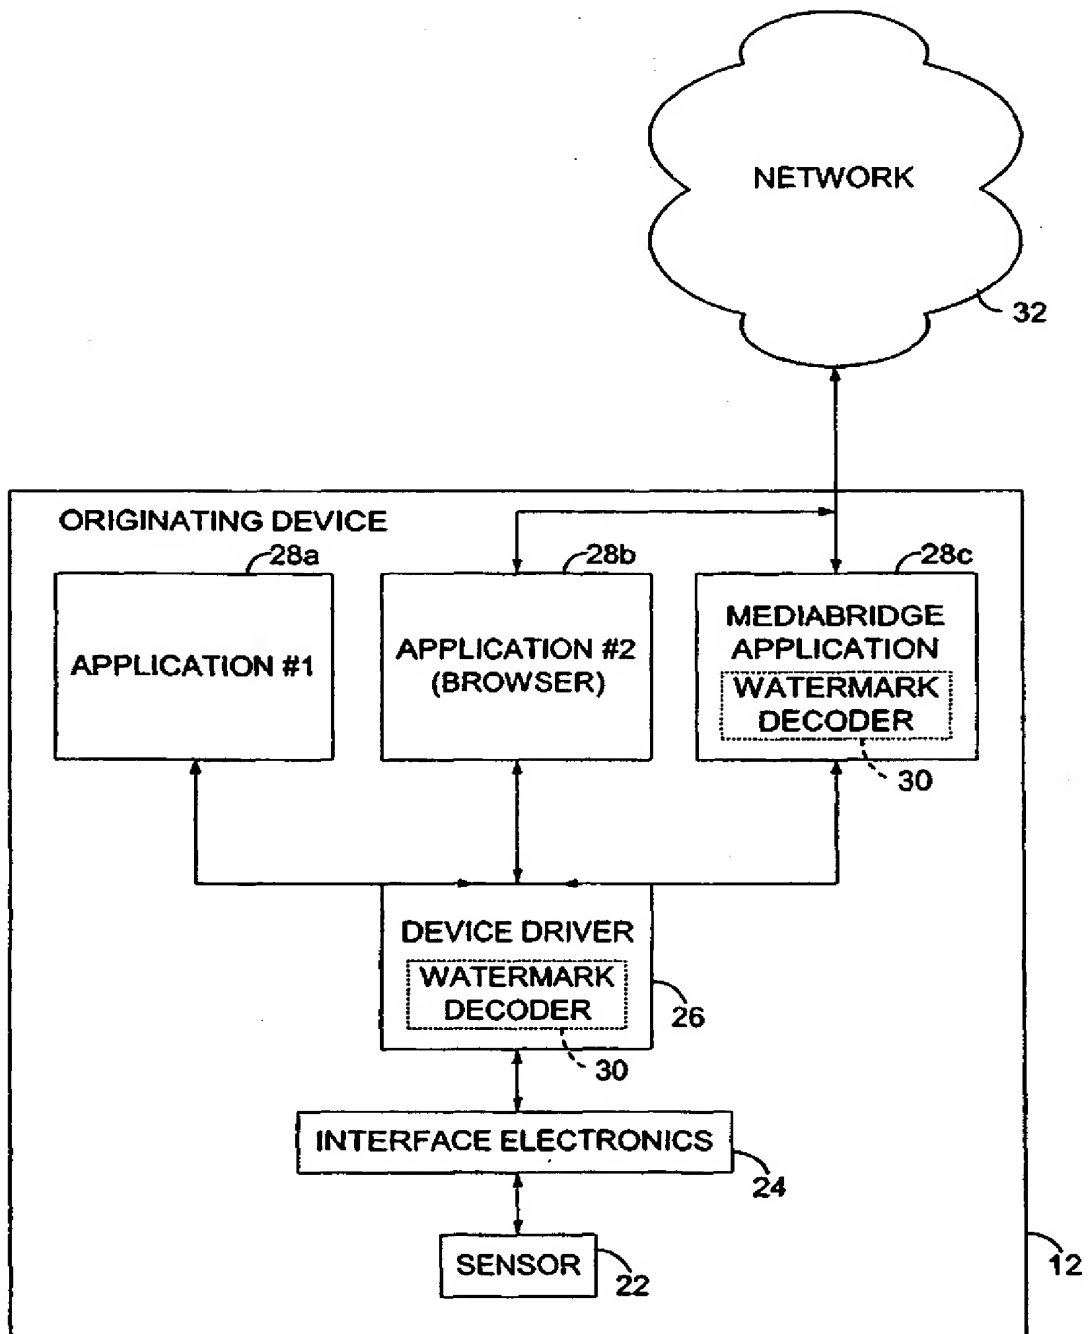 NETWORK
32
ORIGINATING DEVICE
28a
28b
28c
APPLICATION #1
APPLICATION #2
(BROWSER)
MEDIABRIDGE
APPLICATION
WATERMARK
DECODER
30
DEVICE DRIVER
WATERMARK
DECODER
26
30
INTERFACE ELECTRONICS
24
SENSOR
22
12